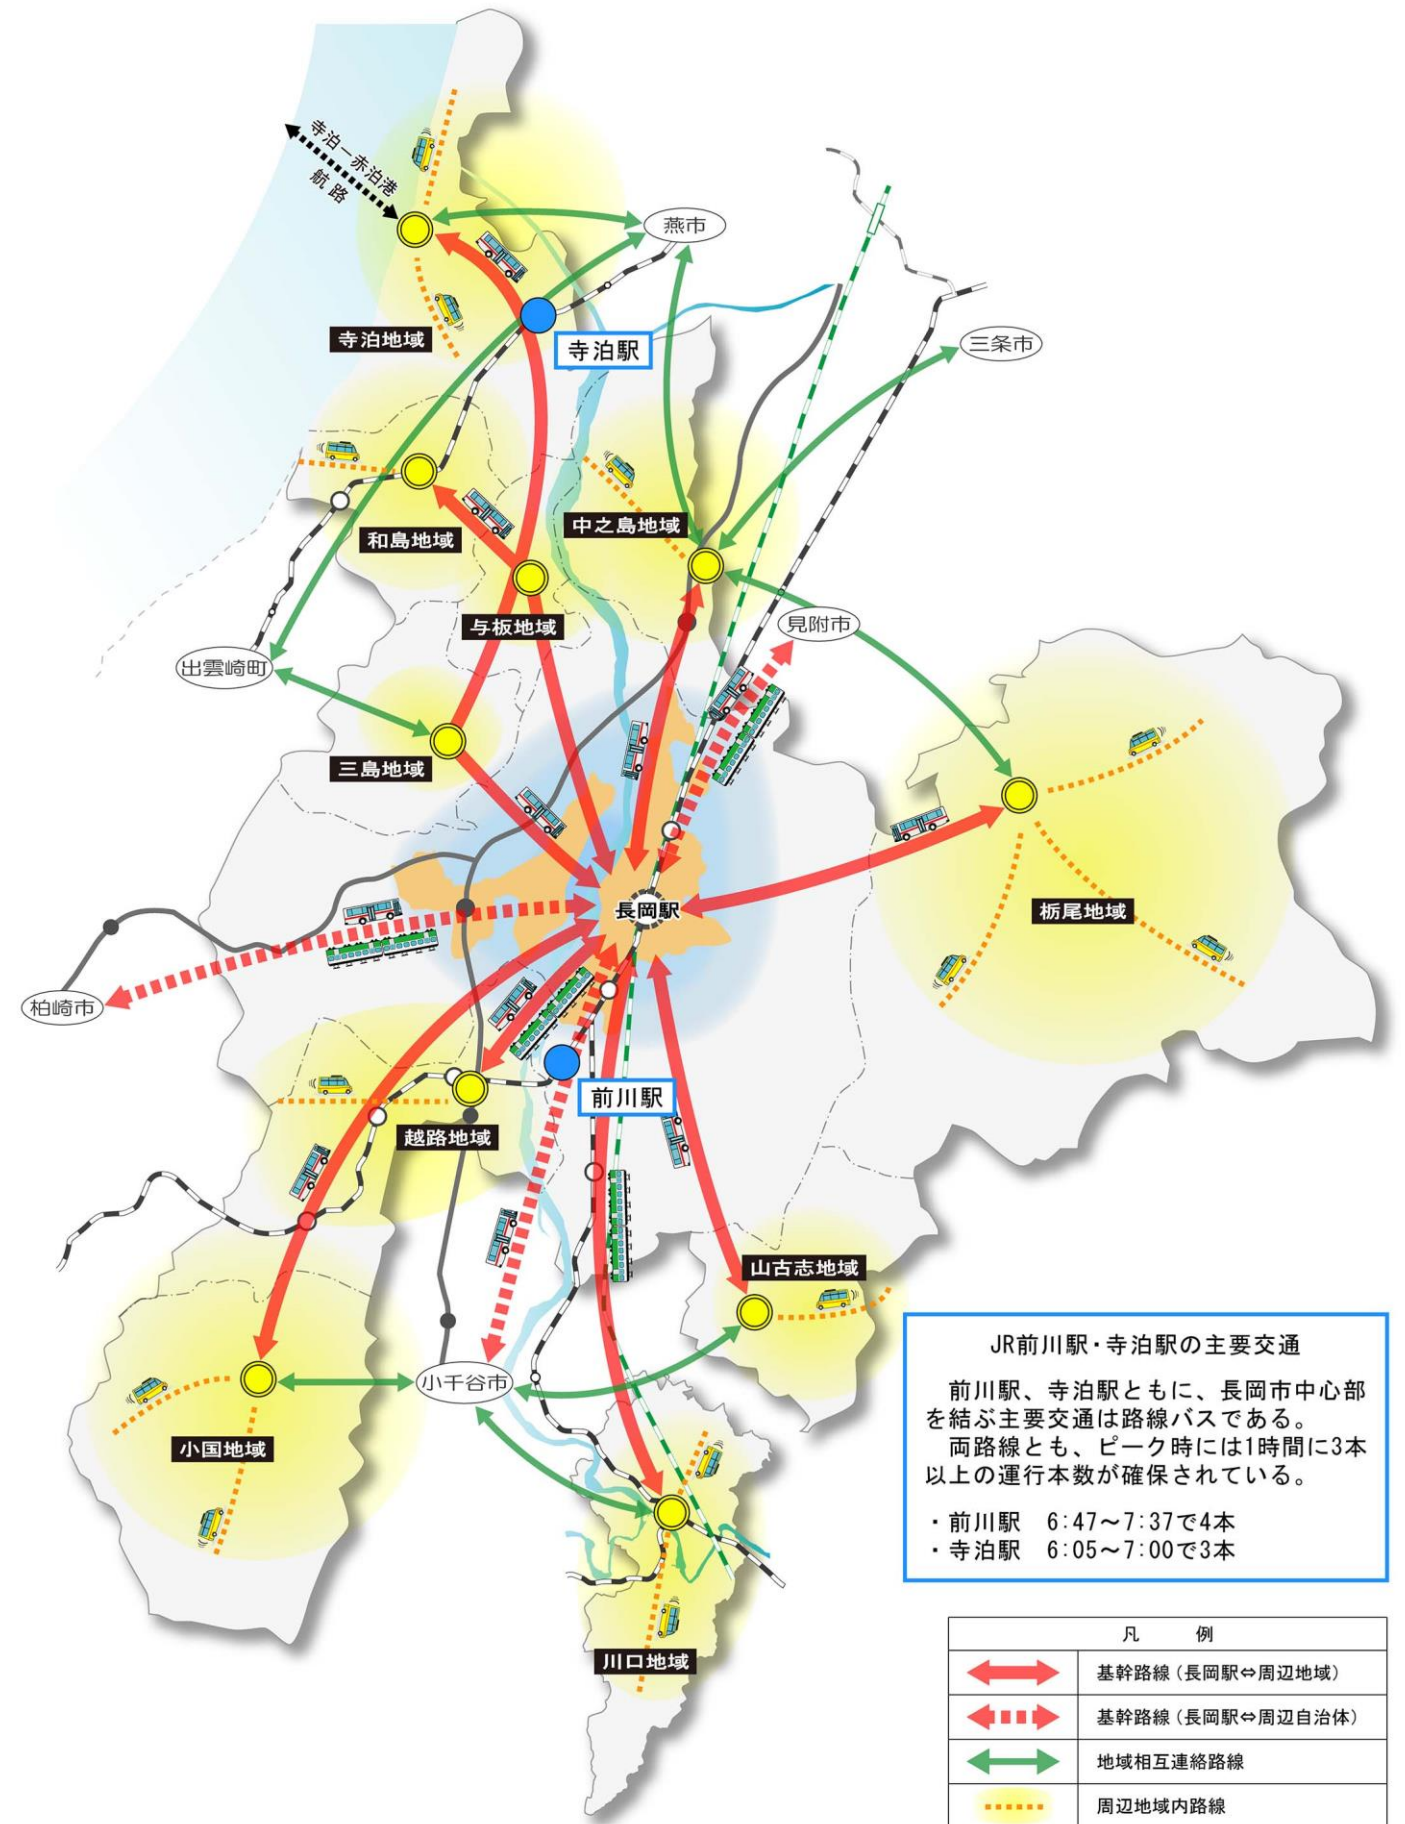 寺泊ー赤泊港
航路
燕市
寺泊地域
寺泊駅
三条市
和島地域
中之島地域
与板地域
見附市
出雲崎町
三島地域
長岡駅
栃尾地域
柏崎市
前川駅
越路地域
山古志地域
小千谷市
小国地域
川口地域
JR前川駅・寺泊駅の主要交通
前川駅、寺泊駅ともに、長岡市中心部
を結ぶ主要交通は路線バスである。
両路線とも、ピーク時には1時間に3本
以上の運行本数が確保されている。
・前川駅 6:47～7:37で4本
・寺泊駅 6:05～7:00で3本
凡 例
基幹路線(長岡駅⇔周辺地域)
基幹路線(長岡駅⇔周辺自治体)
地域相互連絡路線
周辺地域内路線